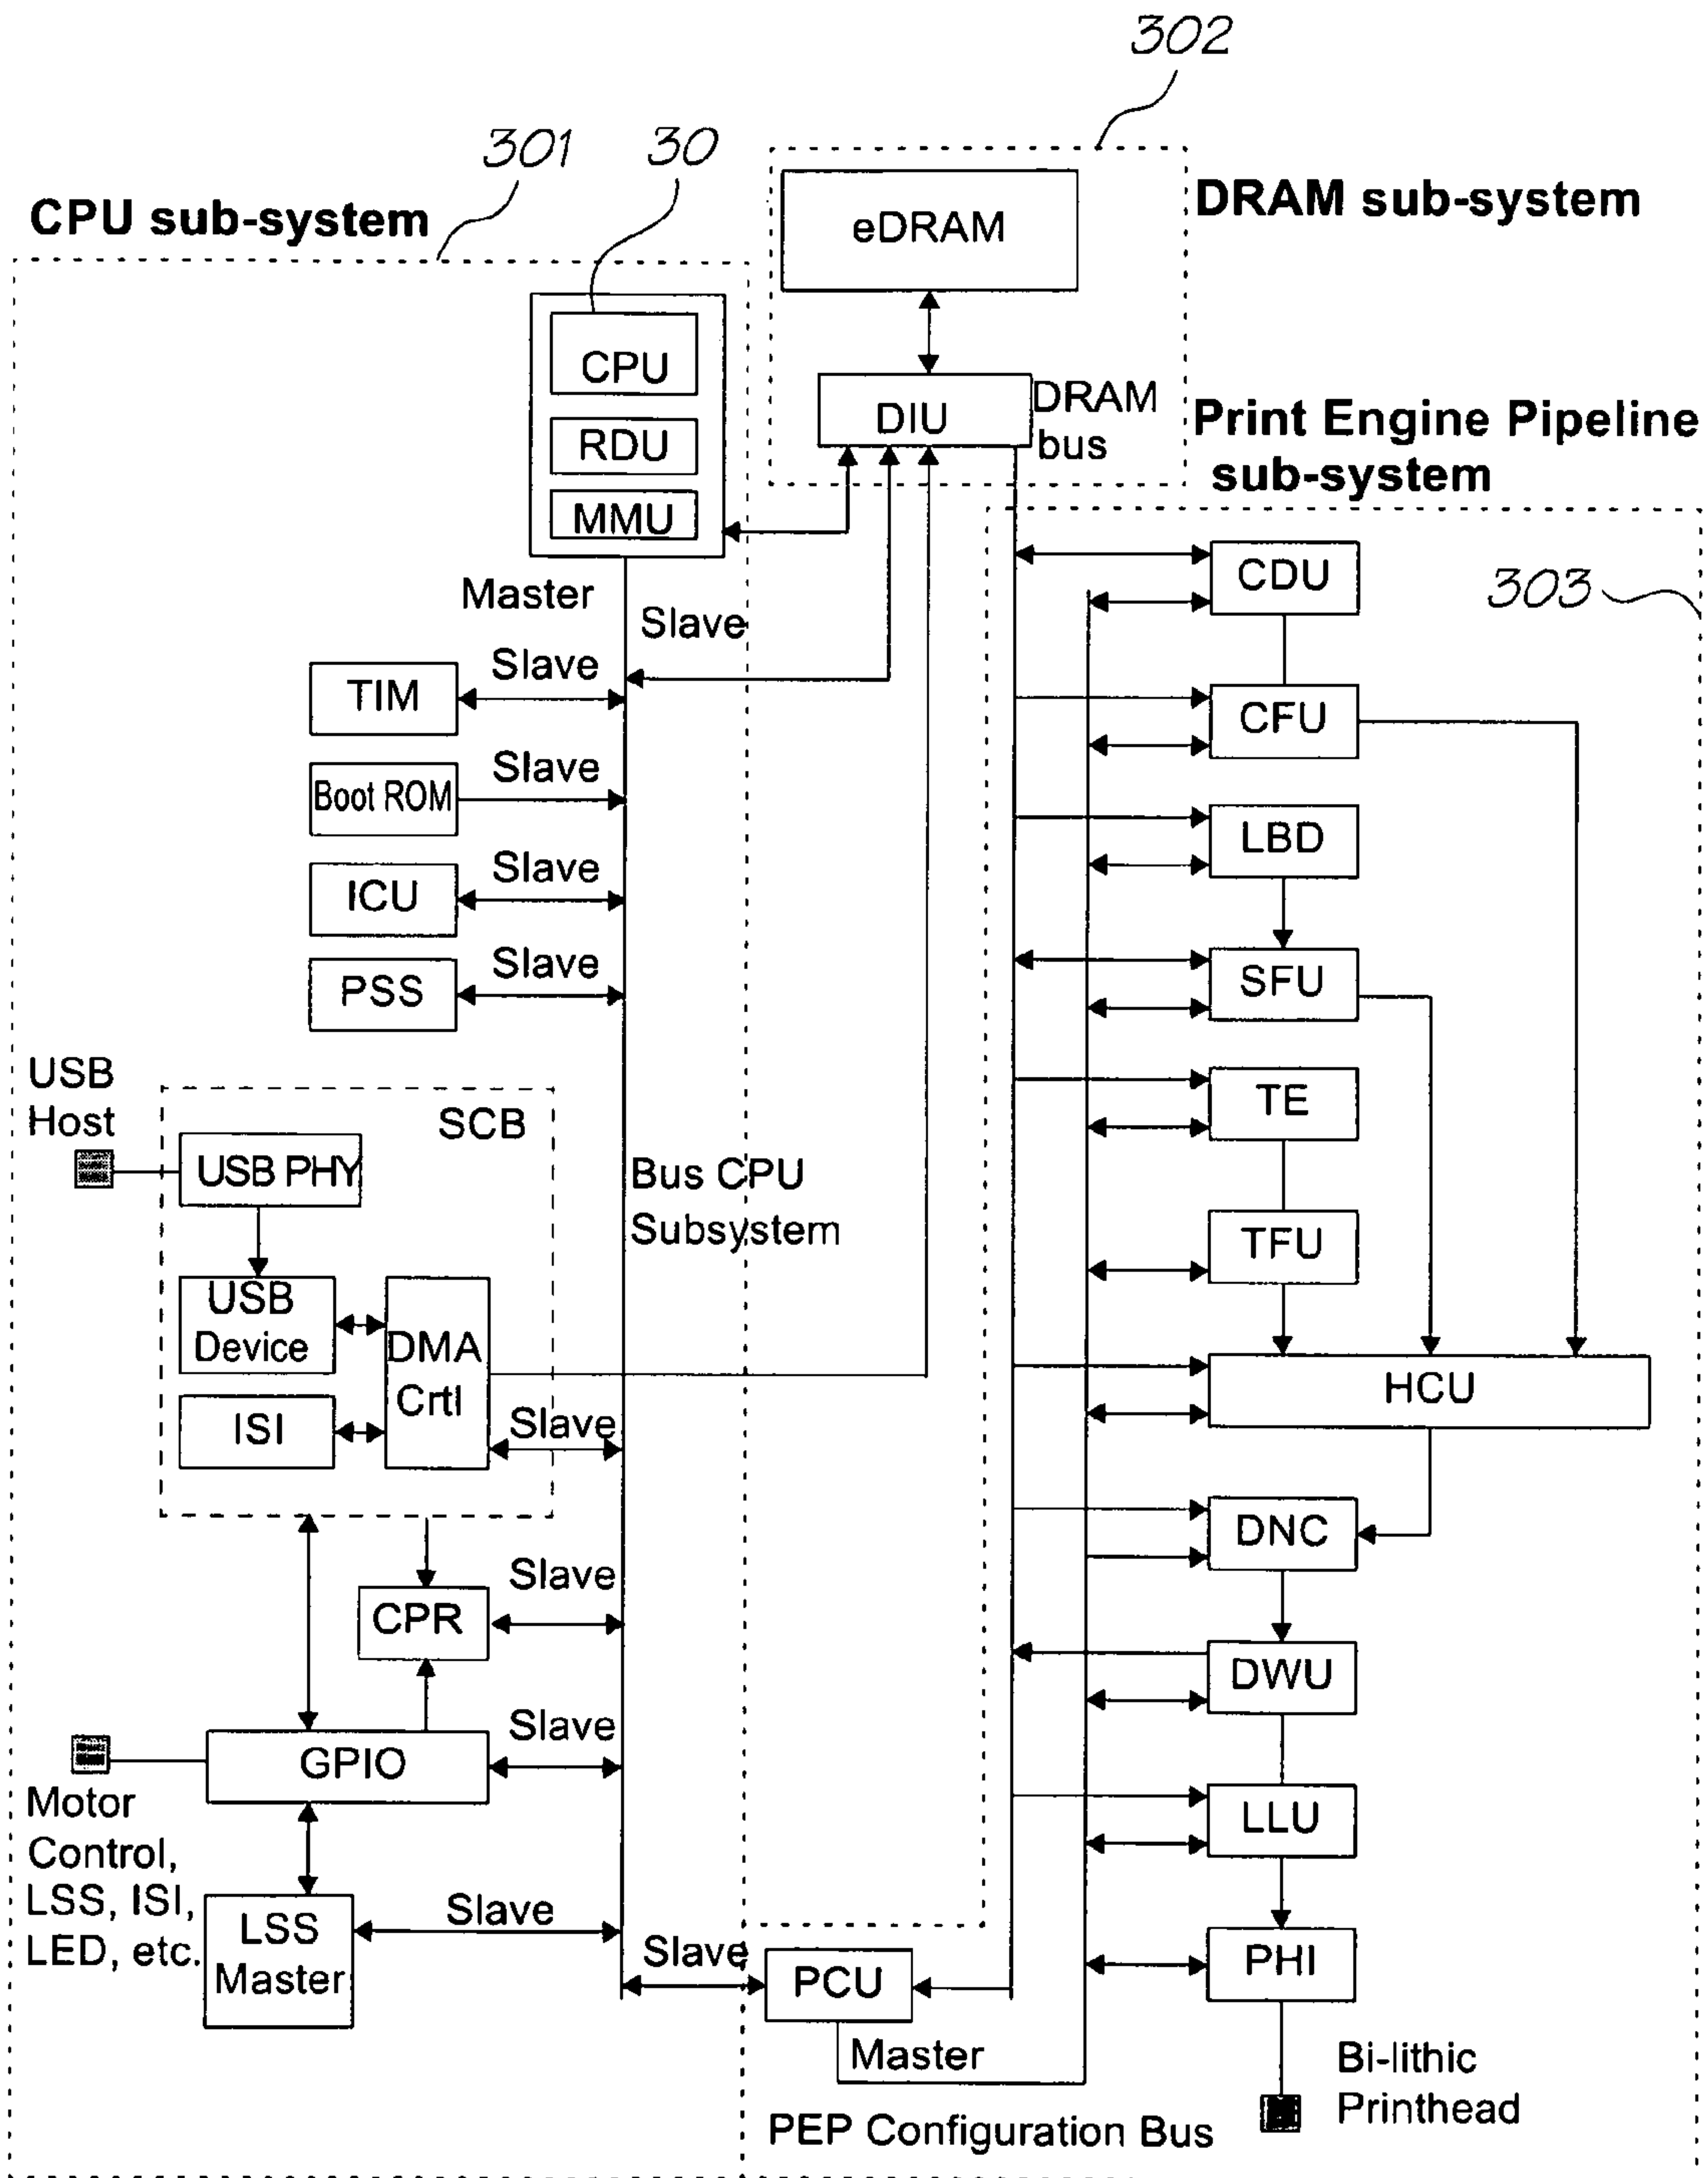 302
301
30
CPU sub-system
DRAM sub-system
eDRAM
CPU
RDU
MMU
DIU
DRAM
bus
Print Engine Pipeline
sub-system
303
Master
Slave
TIM
Slave
Boot ROM
Slave
ICU
Slave
PSS
Slave
USB
Host
SCB
USB PHY
USB
Device
DMA
Crtl
ISI
Slave
Bus CPU
Subsystem
CPR
Slave
GPIO
Slave
Motor
Control,
LSS, ISI,
LED, etc.
LSS
Master
Slave
Slave
PCU
Master
PEP Configuration Bus
CDU
CFU
LBD
SFU
TE
TFU
HCU
DNC
DWU
LLU
PHI
Bi-lithic
Printhead